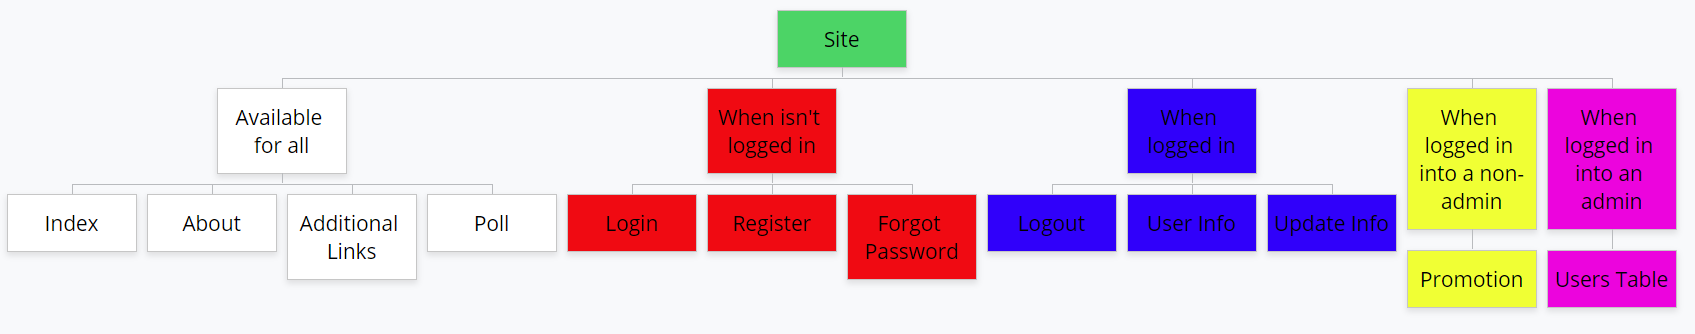 Site
Available
for all
When isn't
logged in
When
logged in
When
logged in
into a non-
admin
When
logged in
into an
admin
Index
About
Additional
Links
Poll
Login
Register
Forgot
Password
Logout
User Info
Update Info
Promotion
Users Table